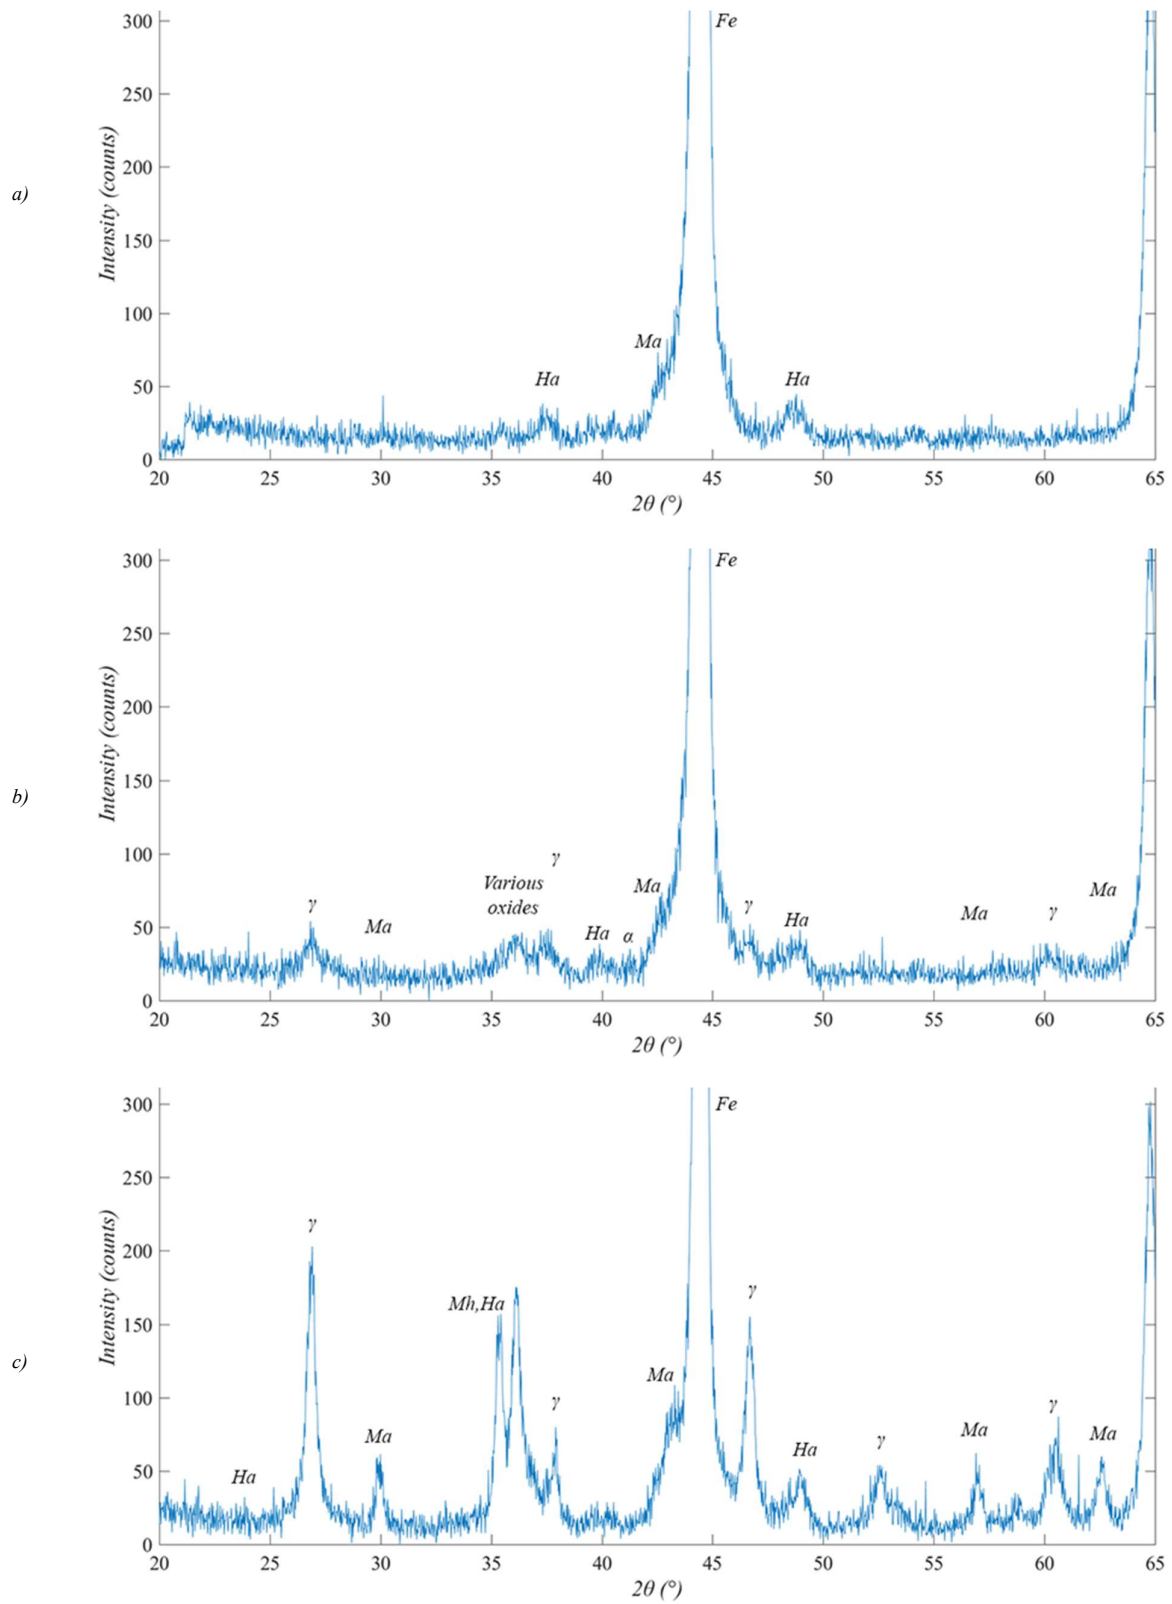 a)
Intensity (counts)
300
250
200
150
100
50
0
Fe
Ma
Ha
Ha
20 25 30 35 40 45 50 55 60 65
2θ (°)
b)
Intensity (counts)
300
250
200
150
100
50
0
Fe
γ
Various
oxides
γ
Ma
Ha
α
Ma
γ
Ha
Ma
γ
Ma
20 25 30 35 40 45 50 55 60 65
2θ (°)
c)
Intensity (counts)
300
250
200
150
100
50
0
Fe
γ
Mh,Ha
γ
Ma
γ
Ma
Ha
Ha
γ
Ma
γ
Ma
20 25 30 35 40 45 50 55 60 65
2θ (°)